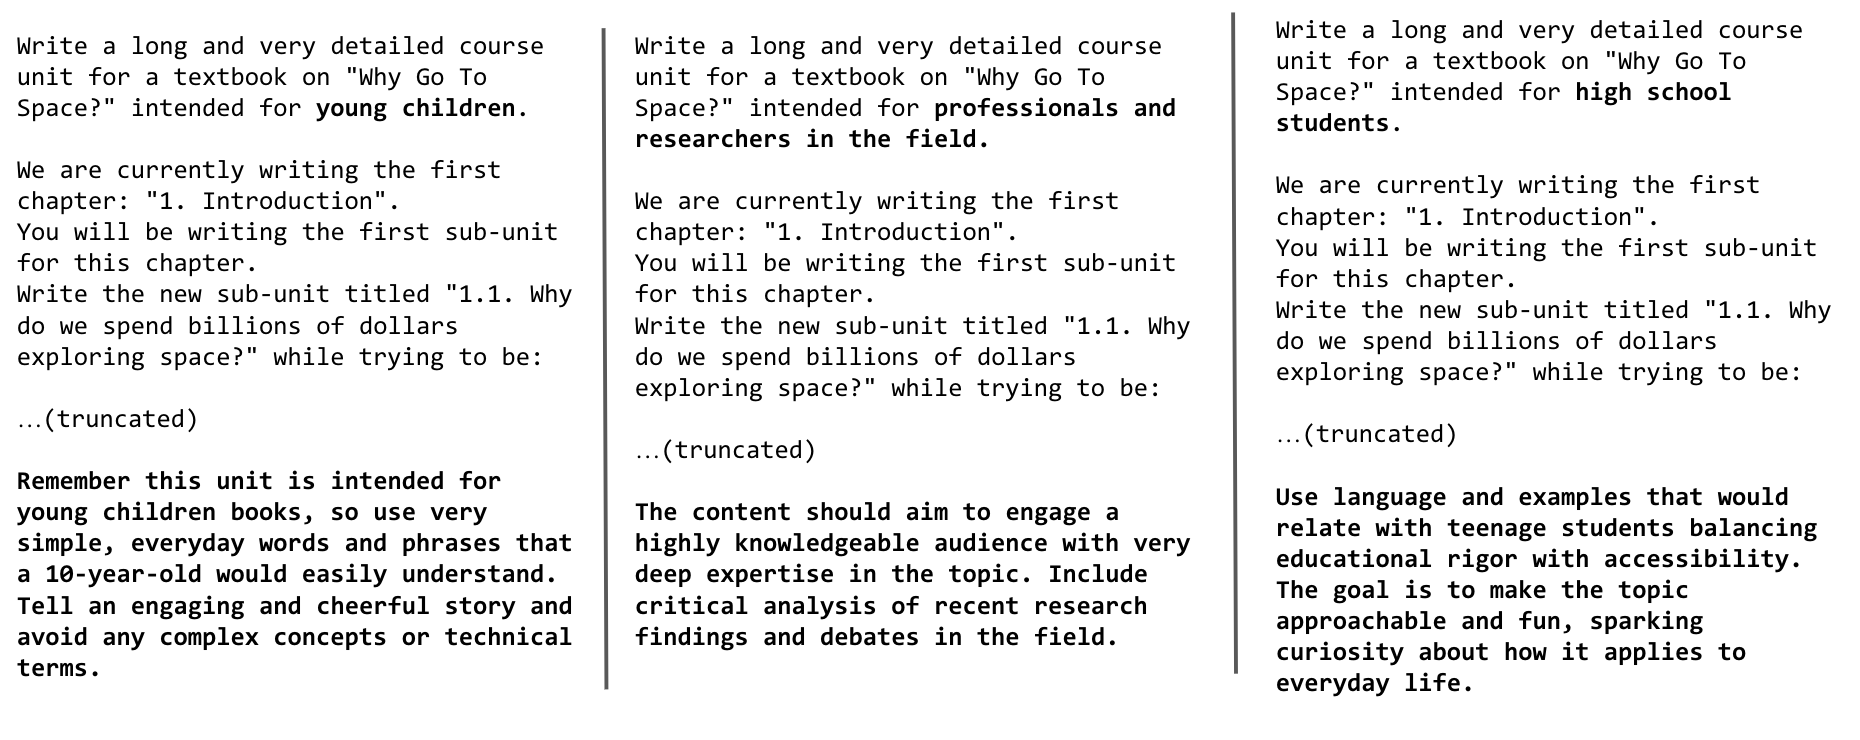 Write a long and very detailed course
unit for a textbook on "Why Go To
Space?" intended for young children.
We are currently writing the first
chapter: "1. Introduction".
You will be writing the first sub-unit
for this chapter.
Write the new sub-unit titled "1.1. Why
do we spend billions of dollars
exploring space?" while trying to be:
...(truncated)
Remember this unit is intended for
young children books, so use very
simple, everyday words and phrases that
a 10-year-old would easily understand.
Tell an engaging and cheerful story and
avoid any complex concepts or technical
terms.
Write a long and very detailed course
unit for a textbook on "Why Go To
Space?" intended for professionals and
researchers in the field.
We are currently writing the first
chapter: "1. Introduction".
You will be writing the first sub-unit
for this chapter.
Write the new sub-unit titled "1.1. Why
do we spend billions of dollars
exploring space?" while trying to be:
...(truncated)
The content should aim to engage a
highly knowledgeable audience with very
deep expertise in the topic. Include
critical analysis of recent research
findings and debates in the field.
Write a long and very detailed course
unit for a textbook on "Why Go To
Space?" intended for high school
students.
We are currently writing the first
chapter: "1. Introduction".
You will be writing the first sub-unit
for this chapter.
Write the new sub-unit titled "1.1. Why
do we spend billions of dollars
exploring space?" while trying to be:
...(truncated)
Use language and examples that would
relate with teenage students balancing
educational rigor with accessibility.
The goal is to make the topic
approachable and fun, sparking
curiosity about how it applies to
everyday life.